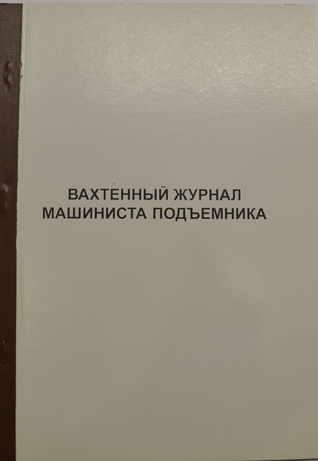 ВАХТЕННЫЙ ЖУРНАЛ
МАШИНИСТА ПОДЪЕМНИКА